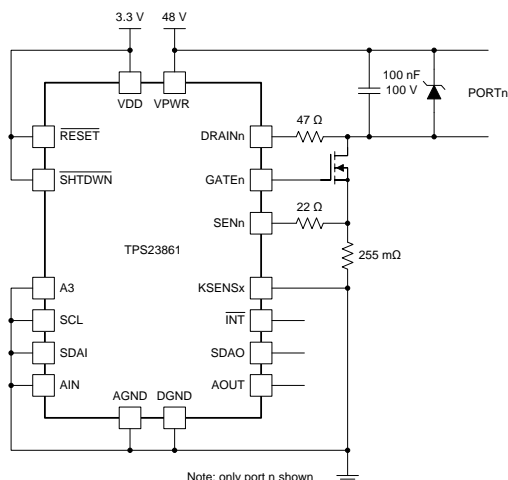 3.3 V
48 V
VDD
VPWR
100 nF
100 V
PORTn
RESET
DRAINn
47 Ω
SHTDWN
GATEn
SENn
22 Ω
TPS23861
255 mΩ
A3
KSENSx
SCL
INT
SDAI
SDAO
AIN
AOUT
AGND
DGND
Note: only port n shown